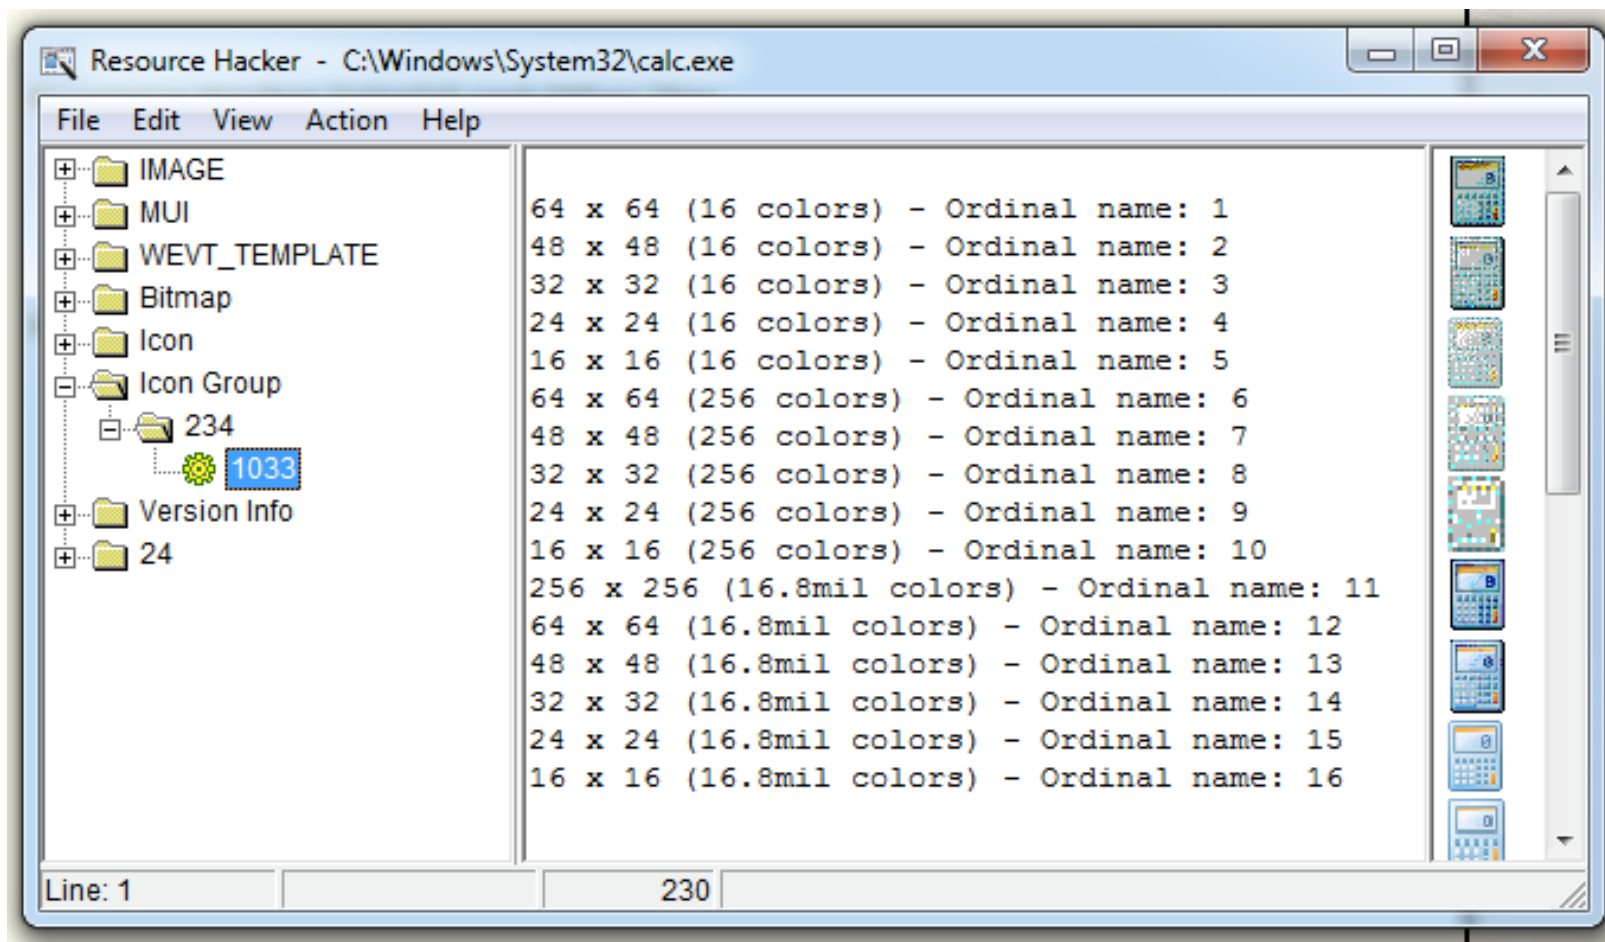 Resource Hacker - C:\Windows\System32\calc.exe
File Edit View Action Help
IMAGE
MUI
WEVT_TEMPLATE
Bitmap
Icon
Icon Group
234
1033
Version Info
24
64 x 64 (16 colors) - Ordinal name: 1
48 x 48 (16 colors) - Ordinal name: 2
32 x 32 (16 colors) - Ordinal name: 3
24 x 24 (16 colors) - Ordinal name: 4
16 x 16 (16 colors) - Ordinal name: 5
64 x 64 (256 colors) - Ordinal name: 6
48 x 48 (256 colors) - Ordinal name: 7
32 x 32 (256 colors) - Ordinal name: 8
24 x 24 (256 colors) - Ordinal name: 9
16 x 16 (256 colors) - Ordinal name: 10
256 x 256 (16.8mil colors) - Ordinal name: 11
64 x 64 (16.8mil colors) - Ordinal name: 12
48 x 48 (16.8mil colors) - Ordinal name: 13
32 x 32 (16.8mil colors) - Ordinal name: 14
24 x 24 (16.8mil colors) - Ordinal name: 15
16 x 16 (16.8mil colors) - Ordinal name: 16
Line: 1
230